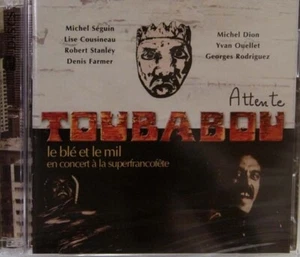 Michel Séguin
Lise Cousineau
Robert Stanley
Denis Farmer
Michel Dion
Yvan Ouellet
Georges Rodriguez
Attente
TOUBABOU
le blé et le mil
en concert à la superfrancofête